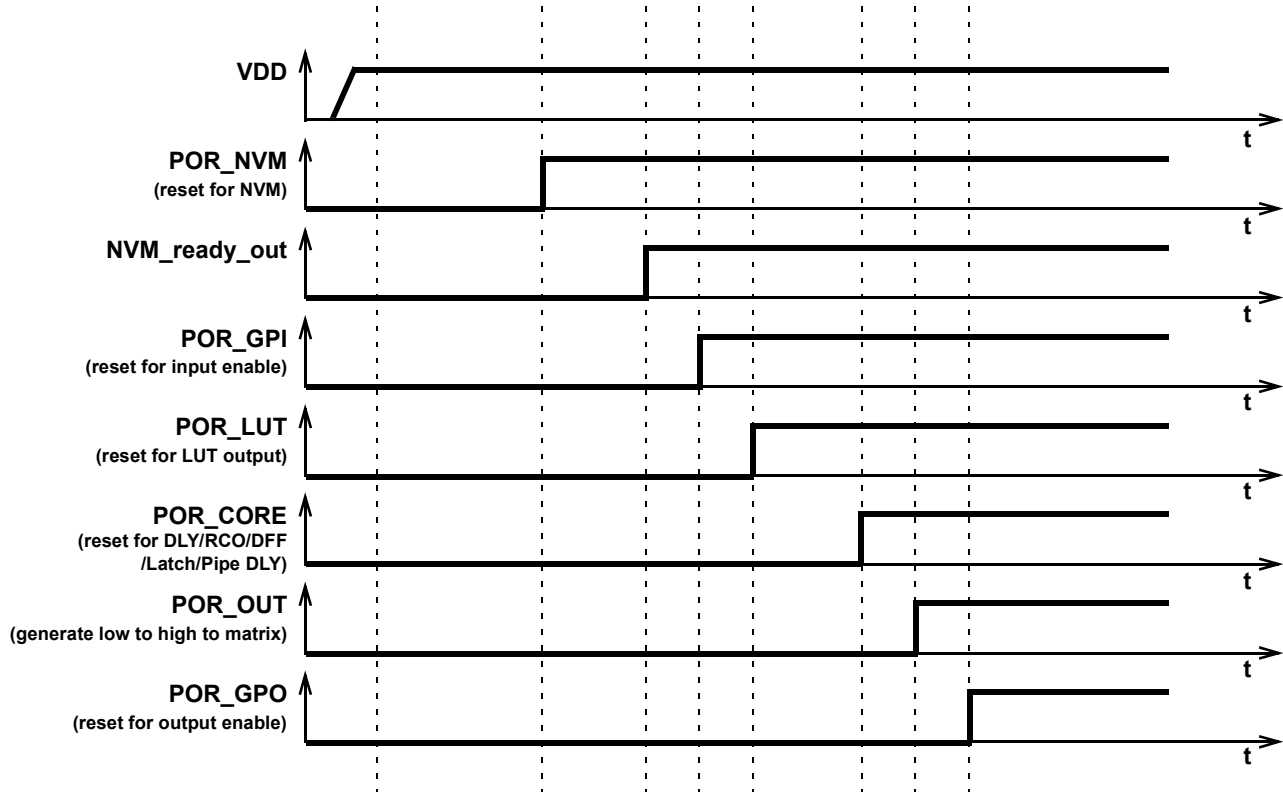 VDD
t
POR_NVM
(reset for NVM)
t
NVM_ready_out
t
POR_GPI
(reset for input enable)
t
POR_LUT
(reset for LUT output)
t
POR_CORE
(reset for DLY/RCO/DFF
/Latch/Pipe DLY)
t
POR_OUT
(generate low to high to matrix)
t
POR_GPO
(reset for output enable)
t